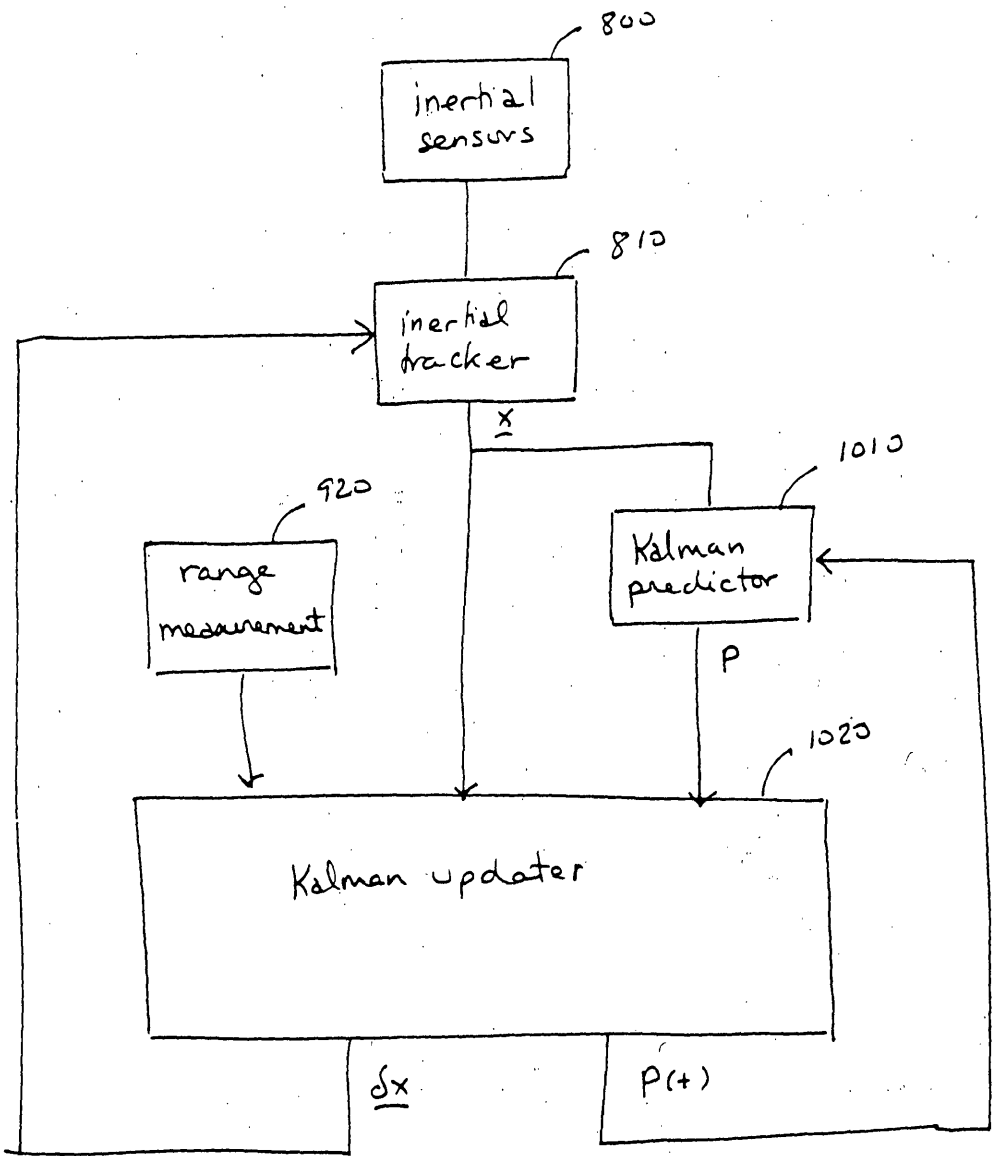 800
inertial
sensors
810
inertial
tracker
x
1010
920
Kalman
predictor
range
measurement
P
1020
Kalman updater
δx
P(+)